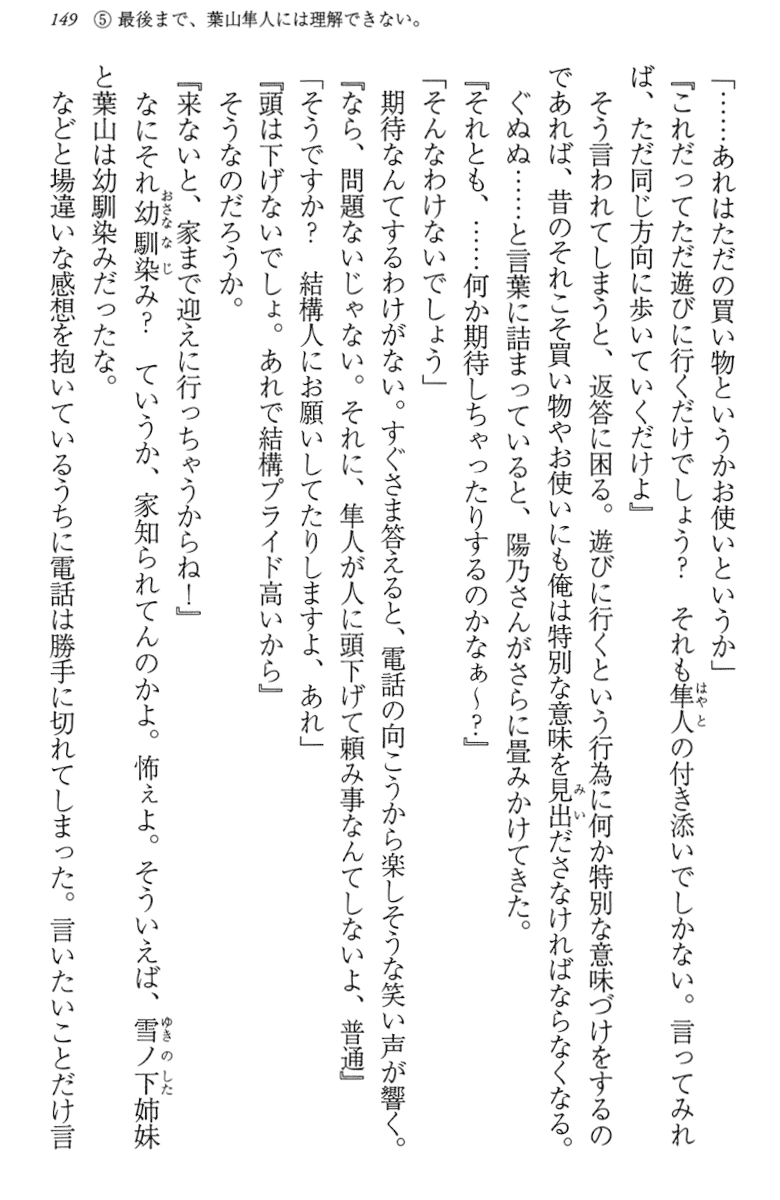 149　⑤ 最後まで、葉山隼人には理解できない。
「……あれはただの買い物というかお使いというか」
『これだってただ遊びに行くだけでしょう？　それも隼人の付き添いでしかない。言ってみれ
ば、ただ同じ方向に歩いていくだけよ』
　そう言われてしまうと、返答に困る。遊びに行くという行為に何か特別な意味づけをするの
であれば、昔のそれこそ買い物やお使いにも俺は特別な意味を見出ださなければならなくなる。
　ぐぬぬ……と言葉に詰まっていると、陽乃さんがさらに畳みかけてきた。
『それとも、……何か期待しちゃったりするのかなぁ～？』
「そんなわけないでしょう」
　期待なんてするわけがない。すぐさま答えると、電話の向こうから楽しそうな笑い声が響く。
『なら、問題ないじゃない。それに、隼人が人に頭下げて頼み事なんてしないよ、普通』
「そうですか？　結構人にお願いしてたりしますよ、あれ」
『頭は下げないでしょ。あれで結構プライド高いから』
　そうなのだろうか。
『来ないと、家まで迎えに行っちゃうからね！』
　なにそれ幼馴染み？　ていうか、家知られてんのかよ。怖ぇよ。そういえば、雪ノ下姉妹
と葉山は幼馴染みだったな。
　などと場違いな感想を抱いているうちに電話は勝手に切れてしまった。言いたいことだけ言